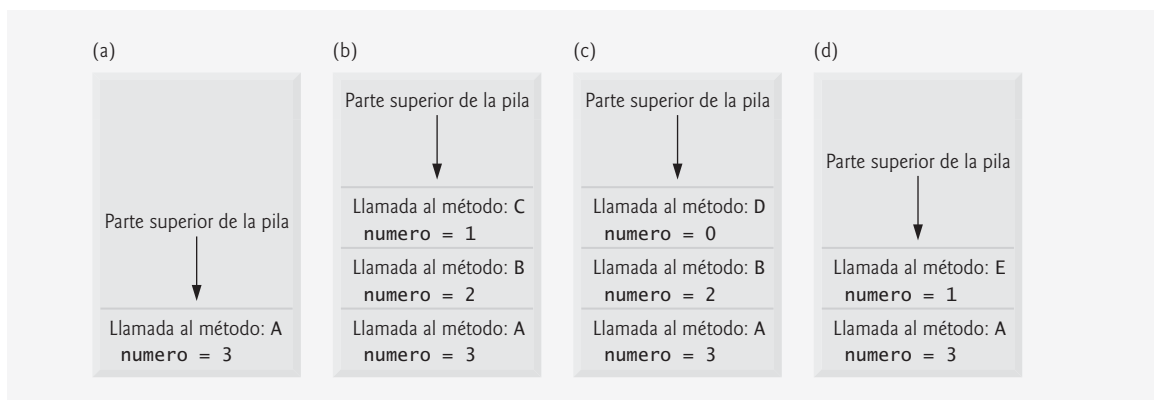 (a)
Parte superior de la pila
Llamada al método: A
numero = 3
(b)
Parte superior de la pila
Llamada al método: C
numero = 1
Llamada al método: B
numero = 2
Llamada al método: A
numero = 3
(c)
Parte superior de la pila
Llamada al método: D
numero = 0
Llamada al método: B
numero = 2
Llamada al método: A
numero = 3
(d)
Parte superior de la pila
Llamada al método: E
numero = 1
Llamada al método: A
numero = 3